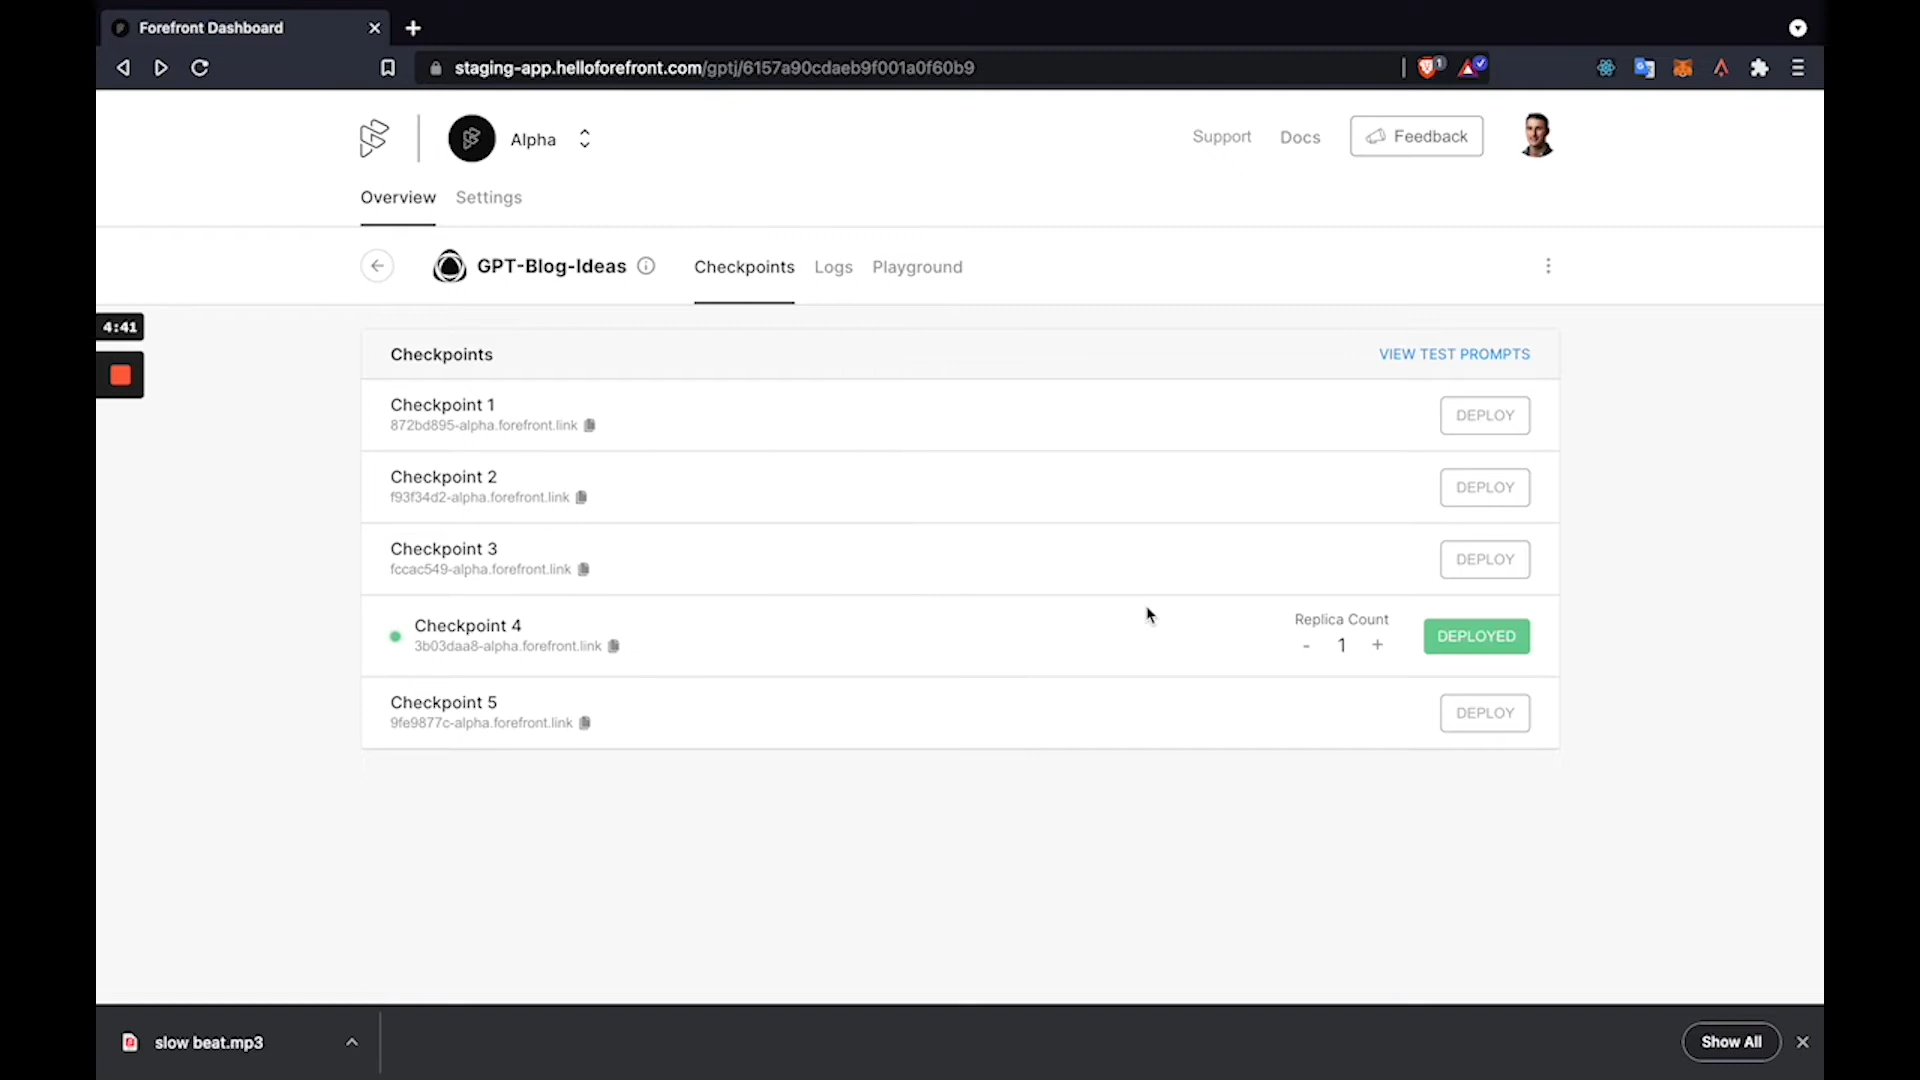 Forefront Dashboard
staging-app.helloforefront.com/gptj/6157a90cdaeb9f001a0f60b9
1
Alpha
Support
Docs
Feedback
Overview
Settings
GPT-Blog-Ideas
Checkpoints
Logs
Playground
4:41
Checkpoints
VIEW TEST PROMPTS
Checkpoint 1
872bd895-alpha.forefront.link
DEPLOY
Checkpoint 2
f93f34d2-alpha.forefront.link
DEPLOY
Checkpoint 3
fccac549-alpha.forefront.link
DEPLOY
Checkpoint 4
3b03daa8-alpha.forefront.link
Replica Count
- 1 +
DEPLOYED
Checkpoint 5
9fe9877c-alpha.forefront.link
DEPLOY
slow beat.mp3
Show All